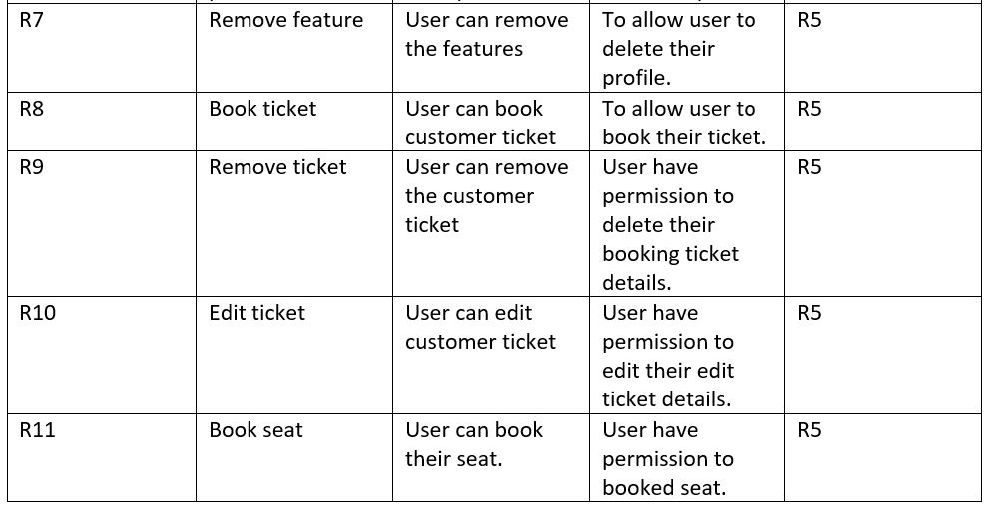 R7
Remove feature
User can remove
the features
To allow user to
delete their
profile.
R5
R8
Book ticket
User can book
customer ticket
To allow user to
book their ticket.
R5
R9
Remove ticket
User can remove
the customer
ticket
User have
permission to
delete their
booking ticket
details.
R5
R10
Edit ticket
User can edit
customer ticket
User have
permission to
edit their edit
ticket details.
R5
R11
Book seat
User can book
their seat.
User have
permission to
booked seat.
R5